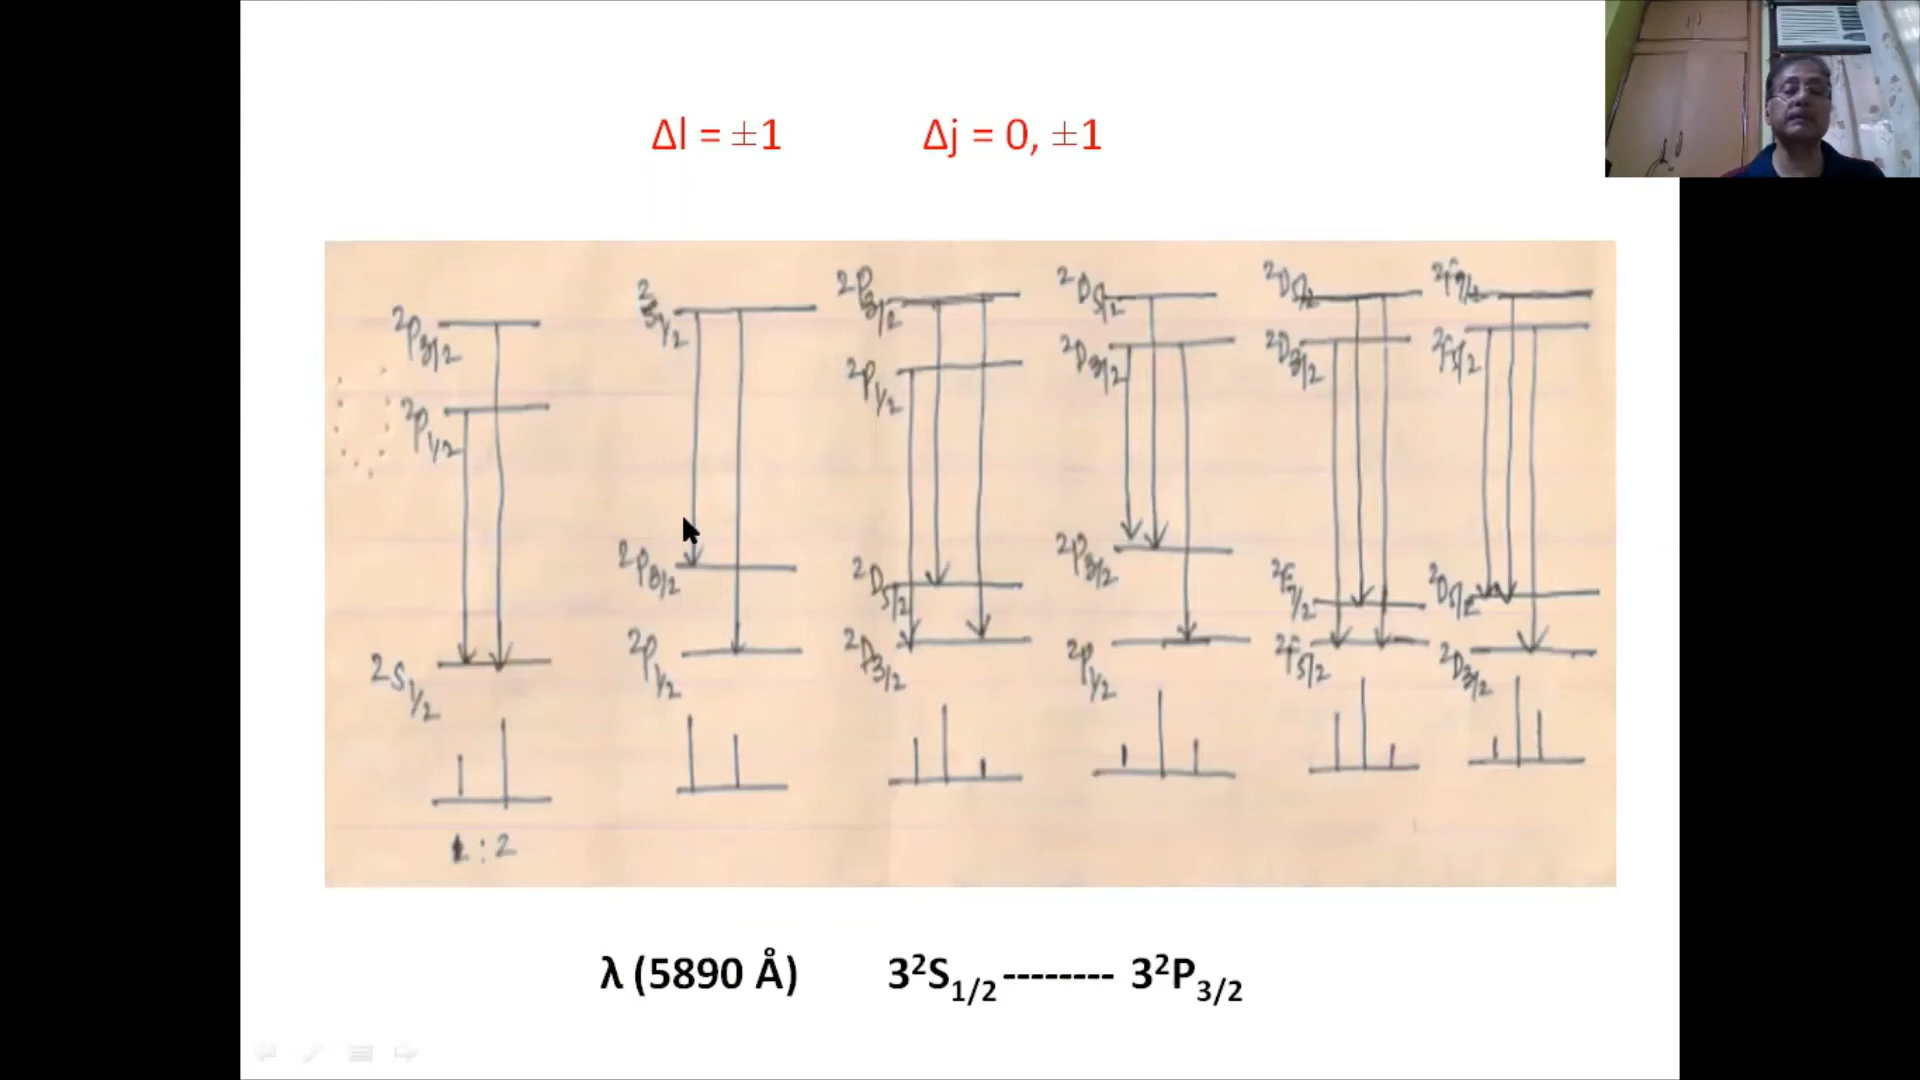 Δl = ±1 Δj = 0, ±1
²P3/2
²P1/2
²S1/2
1 : 2
²S1/2
²P3/2
²P1/2
²P3/2
²P1/2
²D5/2
²D3/2
²D5/2
²D3/2
²P3/2
²P1/2
²D5/2
²D3/2
²F7/2
²F5/2
²F7/2
²F5/2
²D5/2
²D3/2
λ (5890 Å) 3²S1/2 -------- 3²P3/2